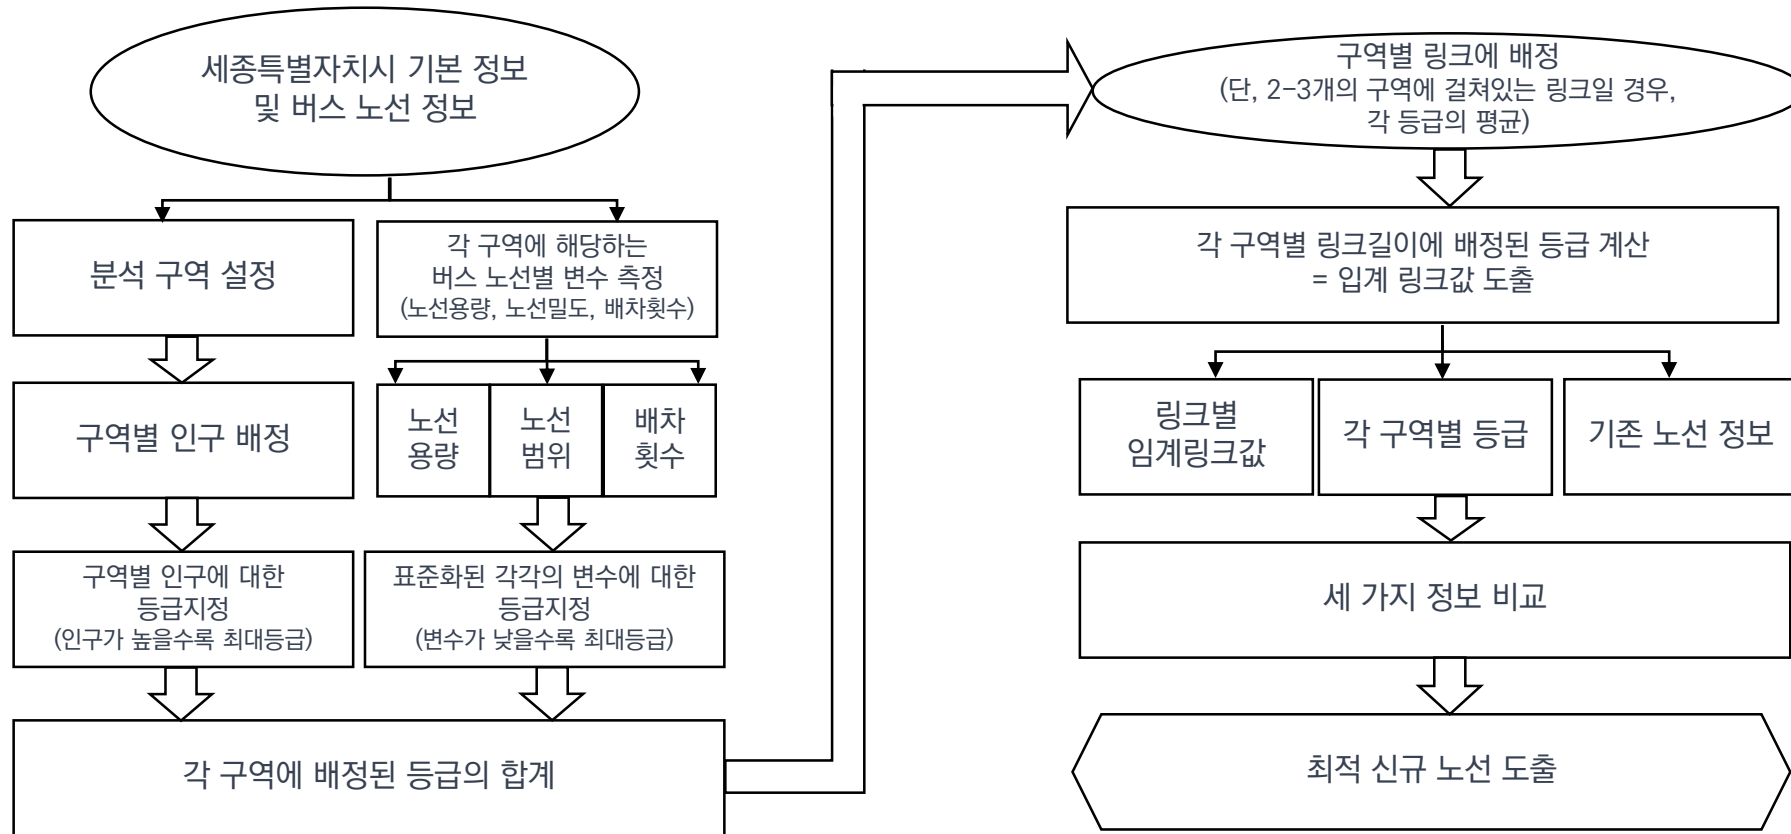 세종특별자치시 기본 정보
및 버스 노선 정보
분석 구역 설정
각 구역에 해당하는
버스 노선별 변수 측정
(노선용량, 노선밀도, 배차횟수)
구역별 인구 배정
노선
용량
노선
범위
배차
횟수
구역별 인구에 대한
등급지정
(인구가 높을수록 최대등급)
표준화된 각각의 변수에 대한
등급지정
(변수가 낮을수록 최대등급)
각 구역에 배정된 등급의 합계
구역별 링크에 배정
(단, 2-3개의 구역에 걸쳐있는 링크일 경우,
각 등급의 평균)
각 구역별 링크길이에 배정된 등급 계산
= 입계 링크값 도출
링크별
임계링크값
각 구역별 등급
기존 노선 정보
세 가지 정보 비교
최적 신규 노선 도출